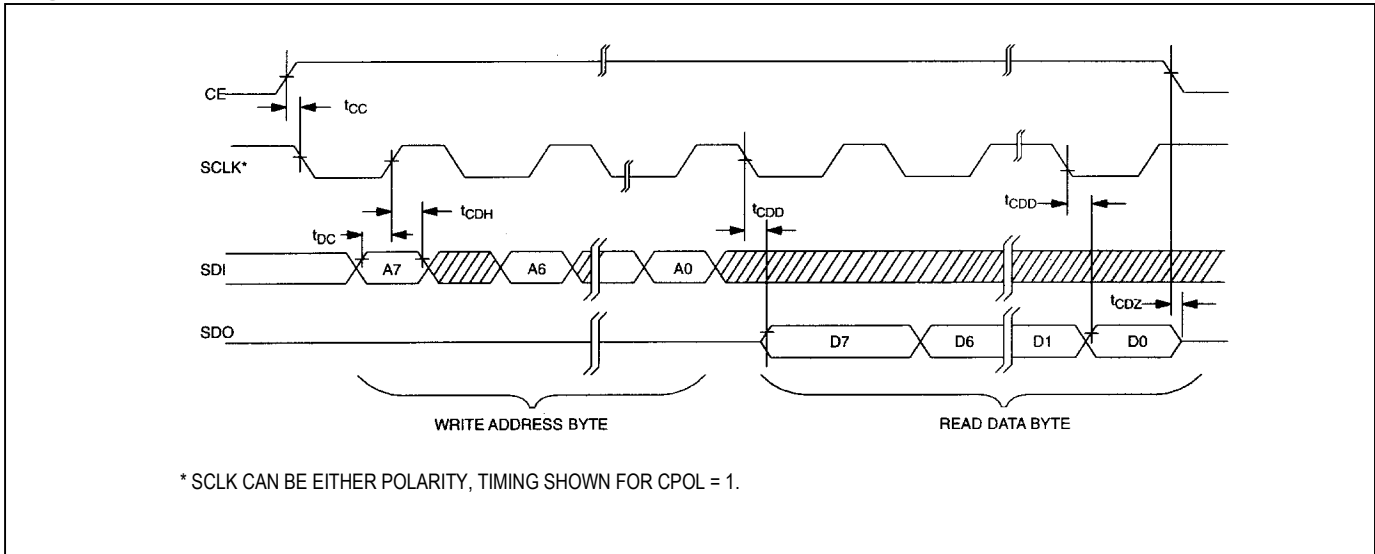 CE
tCC
SCLK*
tCDH
tCDD
tCDD
tDC
SDI
A7
A6
A0
tCDZ
SDO
D7
D6
D1
D0
WRITE ADDRESS BYTE
READ DATA BYTE
* SCLK CAN BE EITHER POLARITY, TIMING SHOWN FOR CPOL = 1.